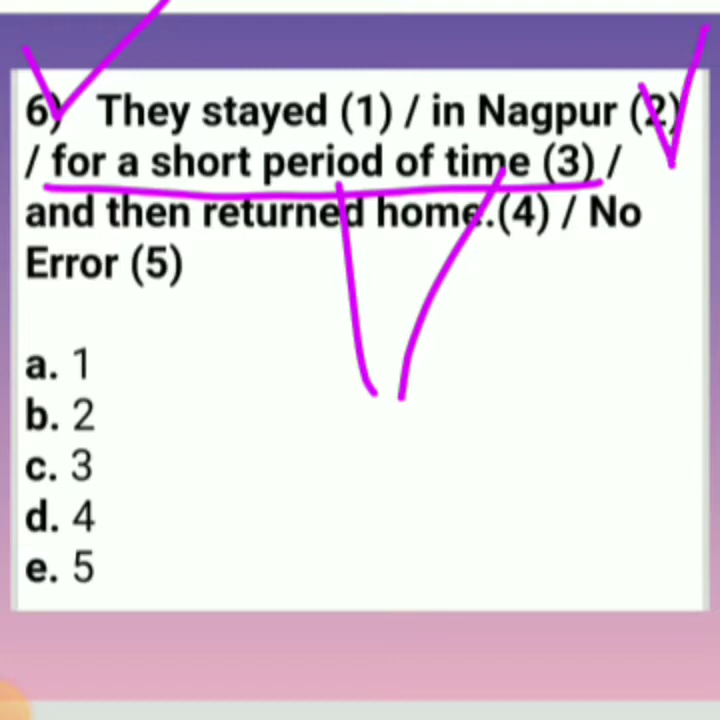 6) They stayed (1) / in Nagpur (2)
/ for a short period of time (3) /
and then returned home.(4) / No
Error (5)
a. 1
b. 2
c. 3
d. 4
e. 5